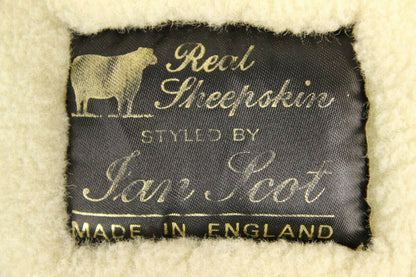 Real
Sheepskin
STYLED BY
Ian Scot
MADE IN ENGLAND